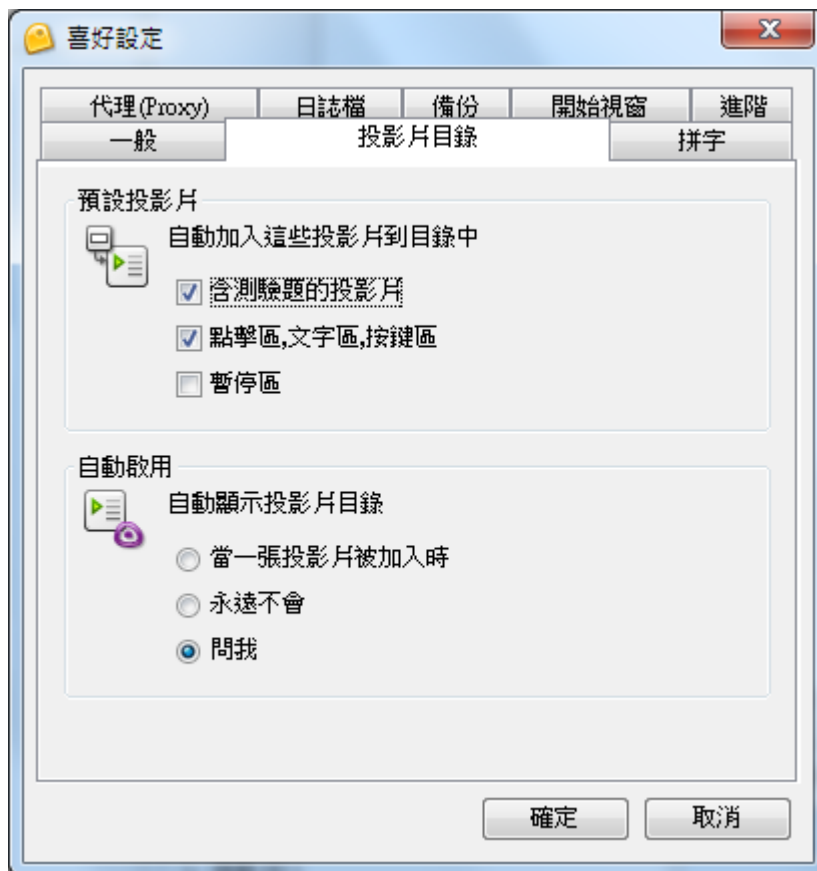 喜好設定
代理(Proxy) 日誌檔 備份 開始視窗 進階
一般 投影片目錄 拼字
預設投影片
自動加入這些投影片到目錄中
含測驗題的投影片
點擊區,文字區,按鍵區
暫停區
自動啟用
自動顯示投影片目錄
當一張投影片被加入時
永遠不會
問我
確定 取消